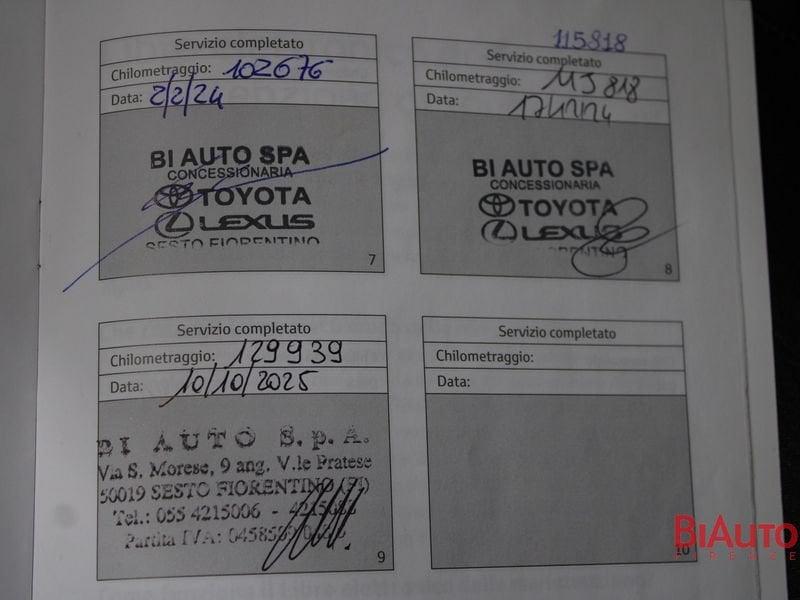 Servizio completato
Chilometraggio: 102676
Data: 2/2/24
BI AUTO SPA
CONCESSIONARIA
TOYOTA
LEXUS
SESTO FIORENTINO
7
115818
Servizio completato
Chilometraggio: 115818
Data:
BI AUTO SPA
CONCESSIONARIA
TOYOTA
LEXUS
8
Servizio completato
Chilometraggio: 129939
Data: 10/10/2025
BI AUTO S.p.A.
Via S. Morese, 9 ang. V.le Pratese
50019 SESTO FIORENTINO (FI)
Tel.: 055 4215006 -
Partita IVA:
9
Servizio completato
Chilometraggio:
Data:
10
BIAUTO
FIRENZE